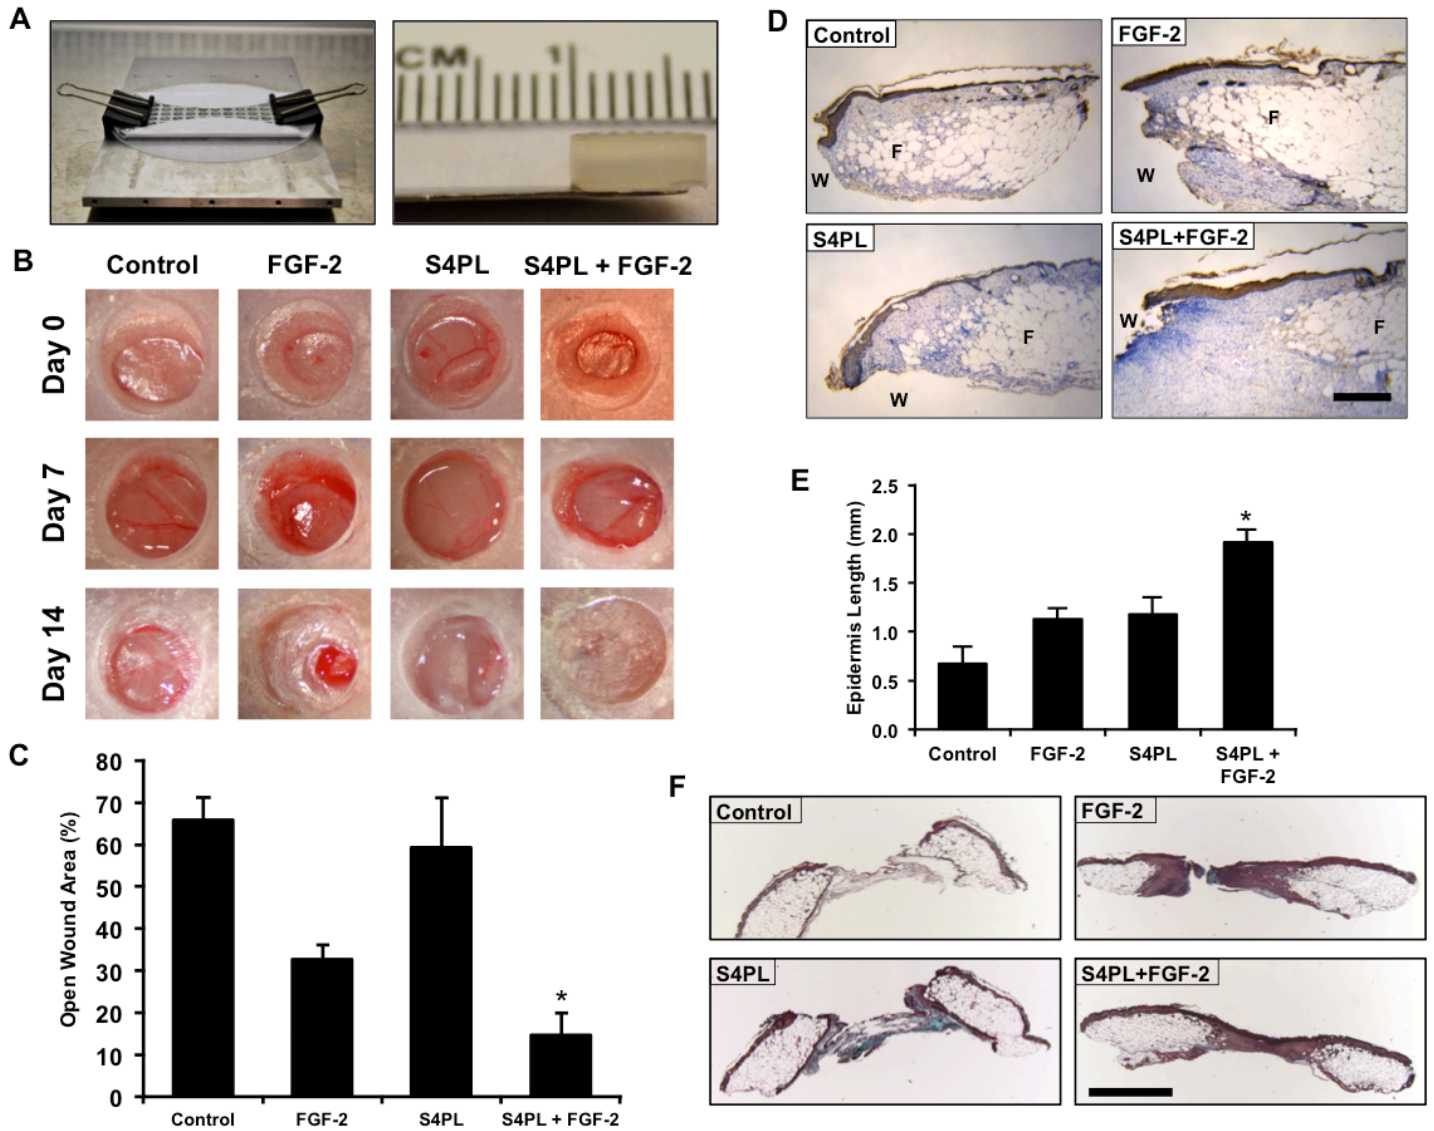 A
CM 1
B
Control FGF-2 S4PL S4PL + FGF-2
Day 0
Day 7
Day 14
C
Open Wound Area (%)
80
70
60
50
40
30
20
10
0
*
Control FGF-2 S4PL S4PL + FGF-2
D
Control
F
W
FGF-2
F
W
S4PL
F
W
S4PL+FGF-2
W
F
E
Epidermis Length (mm)
2.5
2.0
1.5
1.0
0.5
0.0
*
Control FGF-2 S4PL S4PL +
FGF-2
F
Control
FGF-2
S4PL
S4PL+FGF-2